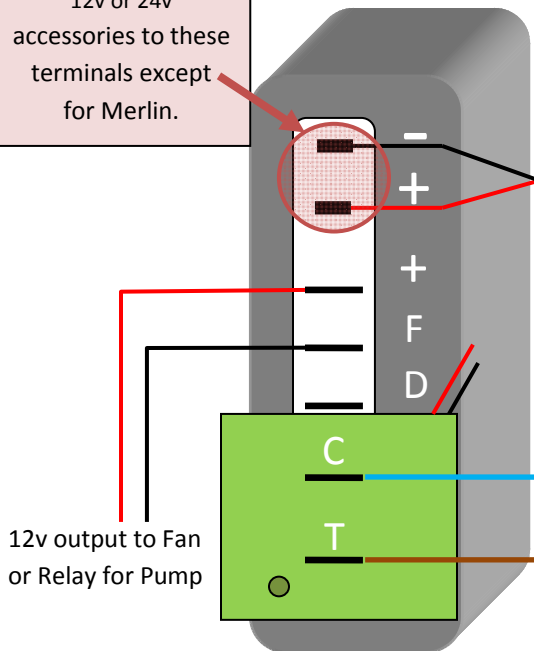 12v or 24v
accessories to these
terminals except
for Merlin.
-
+
+
F
D
C
T
12v output to Fan
or Relay for Pump